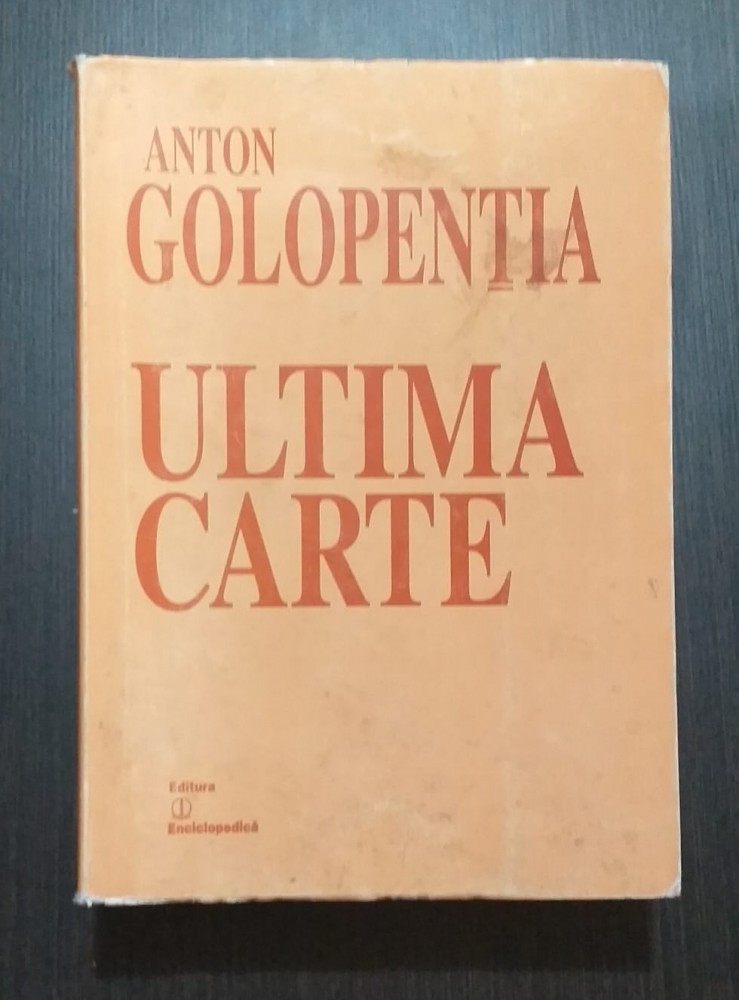 ANTON
GOLOPENȚIA
ULTIMA
CARTE
Editura
Enciclopedică